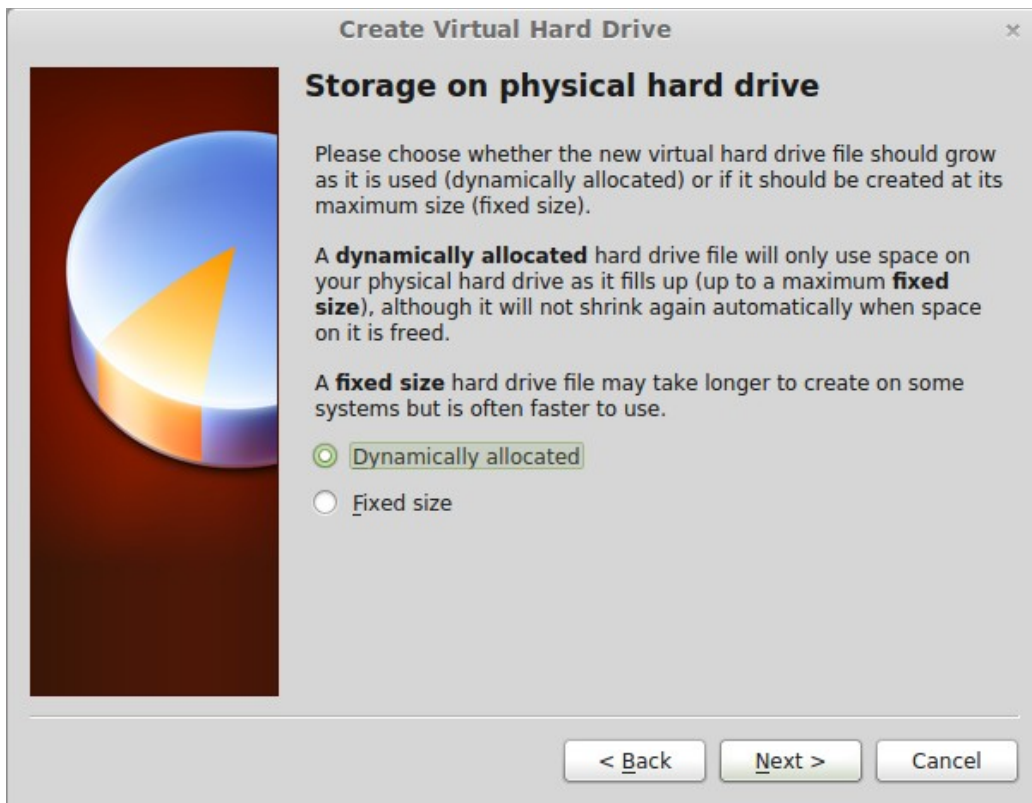 Create Virtual Hard Drive
Storage on physical hard drive
Please choose whether the new virtual hard drive file should grow
as it is used (dynamically allocated) or if it should be created at its
maximum size (fixed size).
A dynamically allocated hard drive file will only use space on
your physical hard drive as it fills up (up to a maximum fixed
size), although it will not shrink again automatically when space
on it is freed.
A fixed size hard drive file may take longer to create on some
systems but is often faster to use.
Dynamically allocated
Fixed size
< Back Next > Cancel